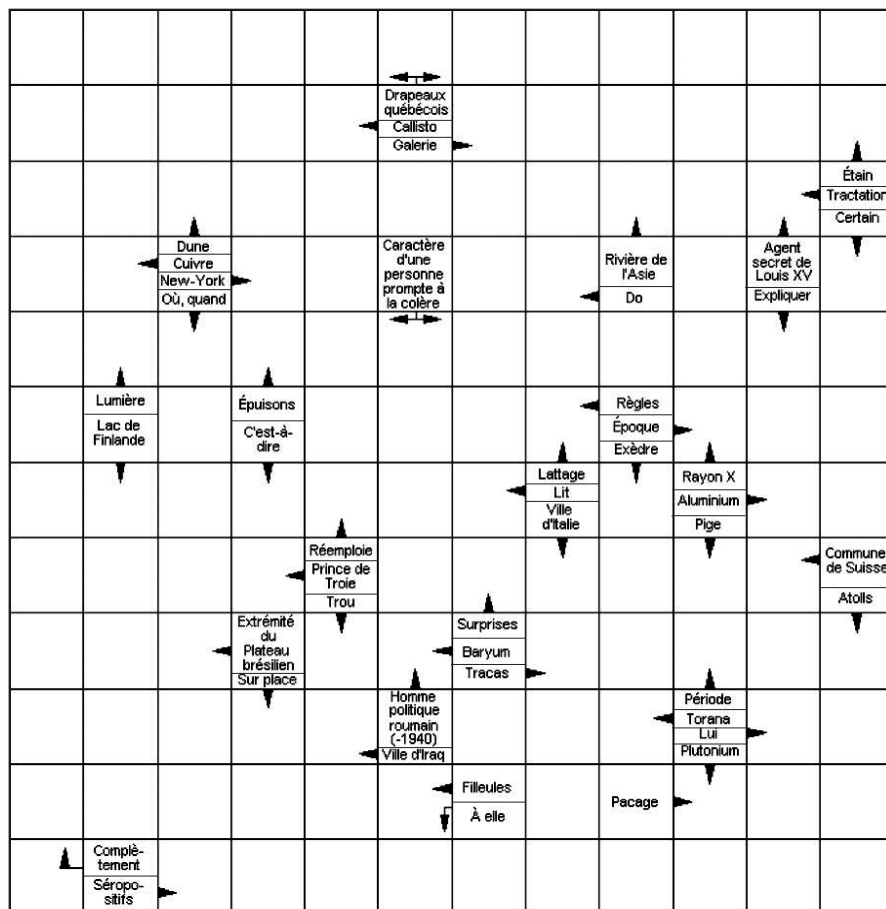 Drapeaux
québécois
Callisto
Galerie
Étain
Tractation
Certain
Dune
Cuivre
New-York
Où, quand
Caractère
d'une
personne
prompte à
la colère
Rivière de
l'Asie
Do
Agent
secret de
Louis XV
Expliquer
Lumière
Lac de
Finlande
Épuisons
C'est-à-
dire
Règles
Époque
Exèdre
Lattage
Lit
Ville
d'Italie
Rayon X
Aluminium
Pige
Réemploie
Prince de
Troie
Trou
Commune
de Suisse
Atolls
Extrémité
du
Plateau
brésilien
Sur place
Surprises
Baryum
Tracas
Homme
politique
roumain
(-1940)
Ville d'Iraq
Période
Torana
Lui
Plutonium
Filleules
À elle
Pacage
Complè-
tement
Séropo-
sitifs